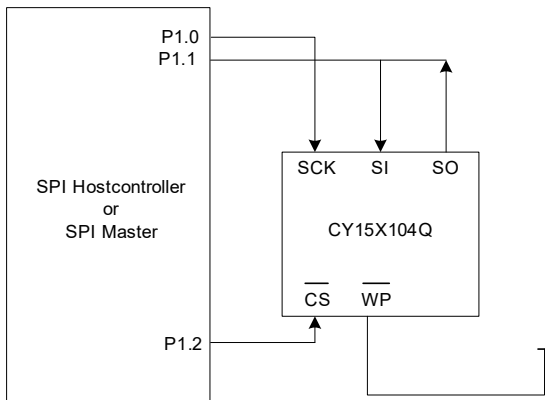 P1.0
P1.1
SCK SI SO
SPI Hostcontroller
or
SPI Master
CY15X104Q
CS WP
P1.2